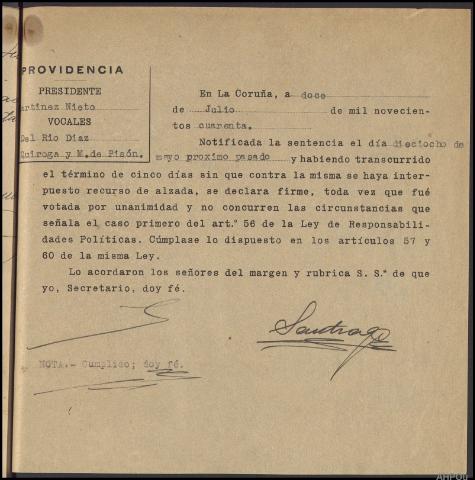 PROVIDENCIA
PRESIDENTE
artinez Nieto
VOCALES
Del Rio Diaz
Quiroga y M. de Pisón.
En La Coruña, a doce
de Julio de mil novecien-
tos cuarenta.
Notificada la sentencia el día dieciocho de
mayo proximo pasado y habiendo transcurrido
el término de cinco días sin que contra la misma se haya inter-
puesto recurso de alzada, se declara firme, toda vez que fué
votada por unanimidad y no concurren las circunstancias que
señala el caso primero del art.º 56 de la Ley de Responsabili-
dades Políticas. Cúmplase lo dispuesto en los artículos 57 y
60 de la misma Ley.
Lo acordaron los señores del margen y rubrica S. S.ª de que
yo, Secretario, doy fé.
Santiago
NOTA.- Cumplido; doy fé.
AHPOU